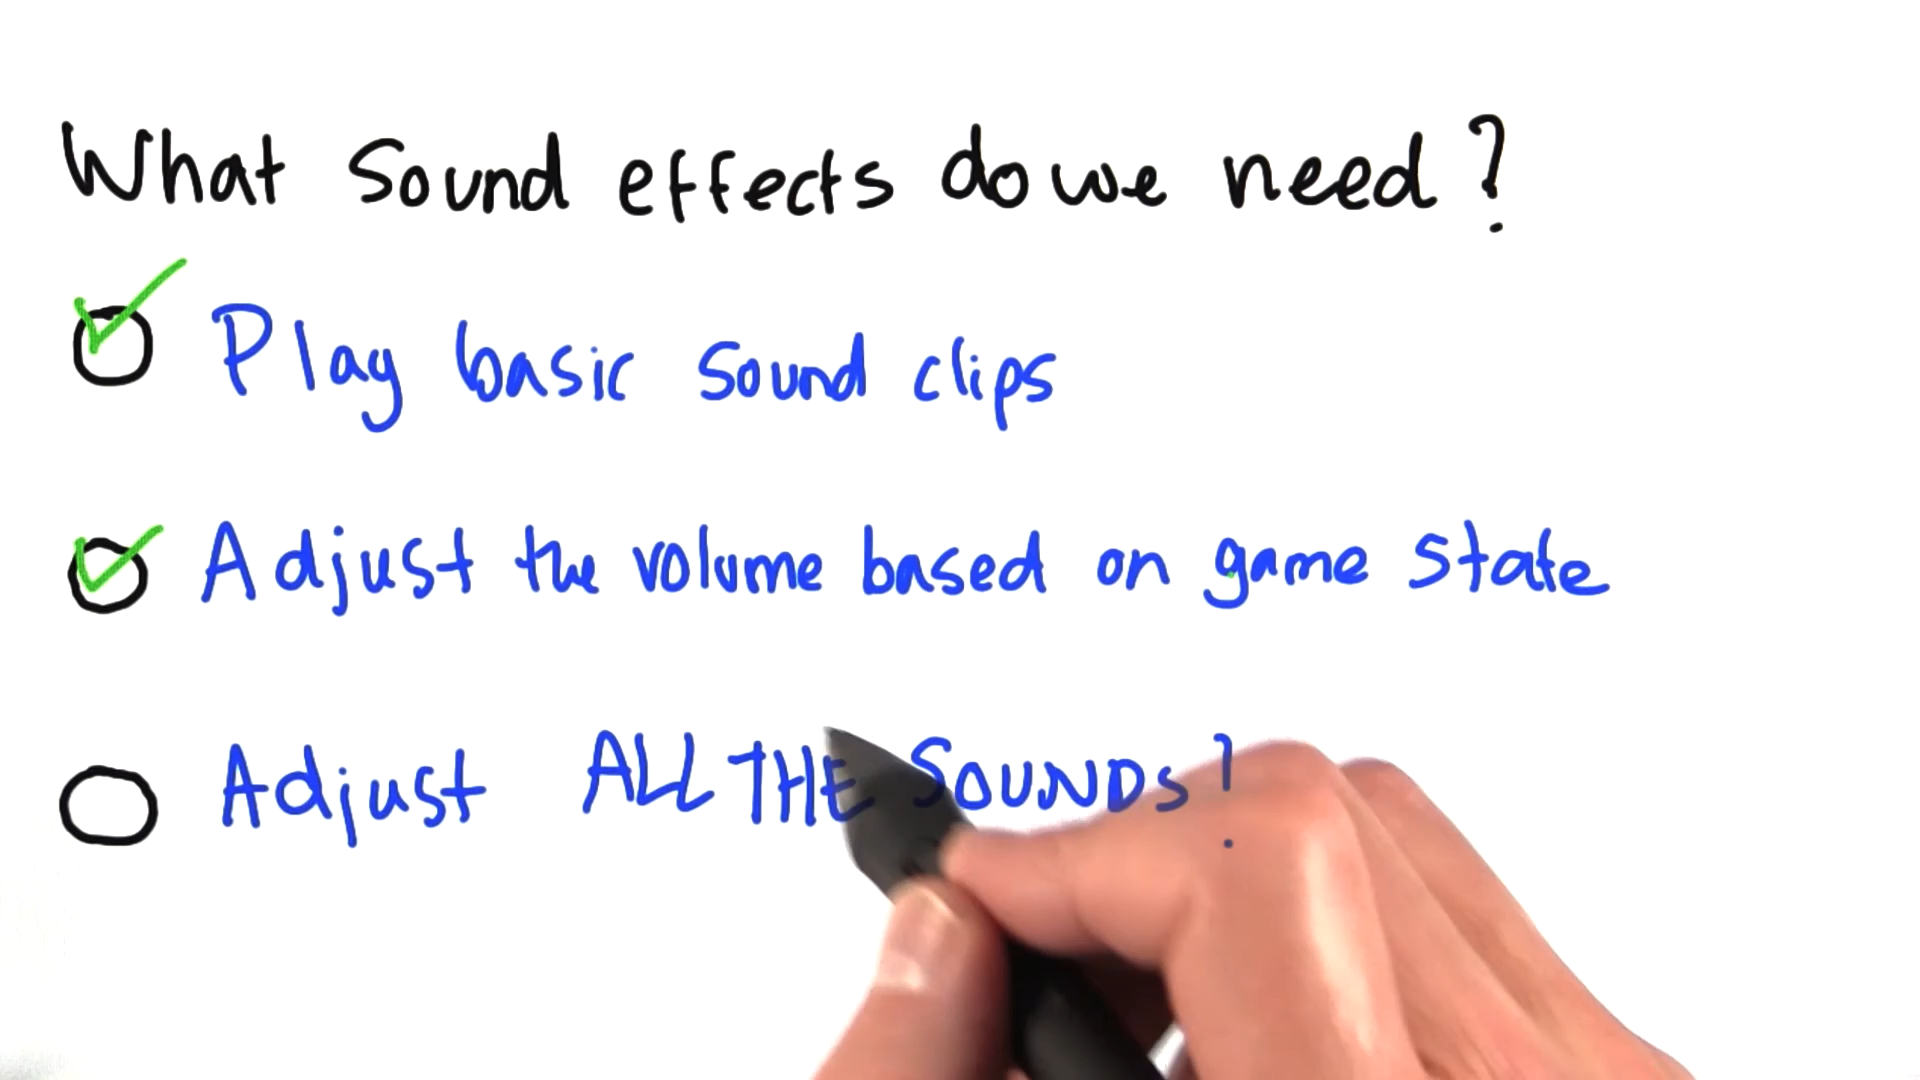 What Sound effects do we need?
Play basic sound clips
Adjust the volume based on game state
Adjust ALL THE SOUNDS!